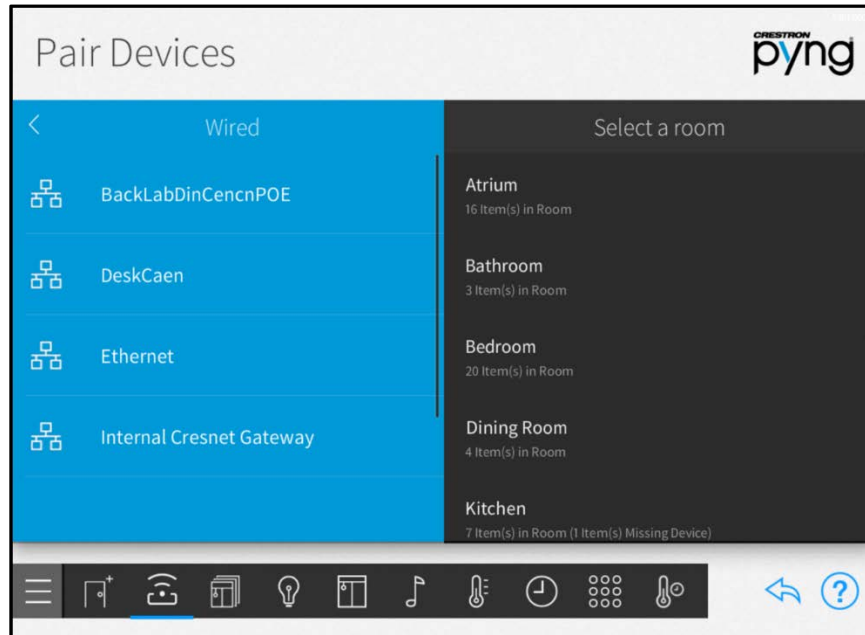 Pair Devices
CRESTRON
pyng
Wired
Select a room
BackLabDinCencnPOE
DeskCaen
Ethernet
Internal Cresnet Gateway
Atrium
16 Item(s) in Room
Bathroom
3 Item(s) in Room
Bedroom
20 Item(s) in Room
Dining Room
4 Item(s) in Room
Kitchen
7 Item(s) in Room (1 Item(s) Missing Device)
?